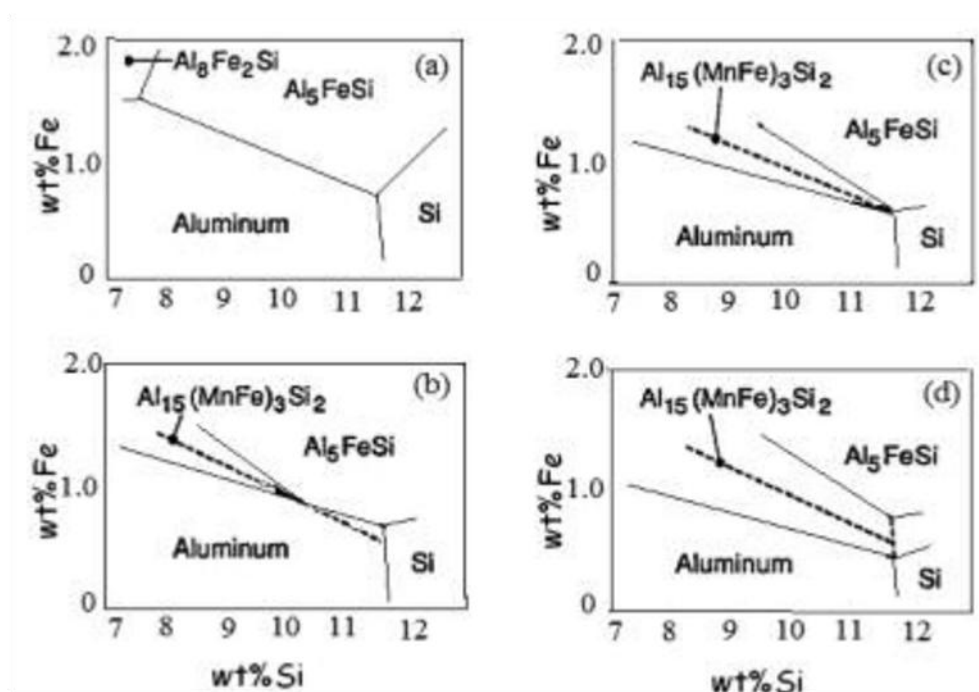 2.0
Al8Fe2Si
(a)
Al5FeSi
wt%Fe
1.0
Aluminum
Si
0
7 8 9 10 11 12
2.0
(c)
Al15(MnFe)3Si2
Al5FeSi
wt%Fe
1.0
Aluminum
Si
0
7 8 9 10 11 12
2.0
(b)
Al15(MnFe)3Si2
Al5FeSi
wt%Fe
1.0
Aluminum
Si
0
7 8 9 10 11 12
wt%Si
2.0
(d)
Al15(MnFe)3Si2
Al5FeSi
wt%Fe
1.0
Aluminum
Si
0
7 8 9 10 11 12
wt%Si